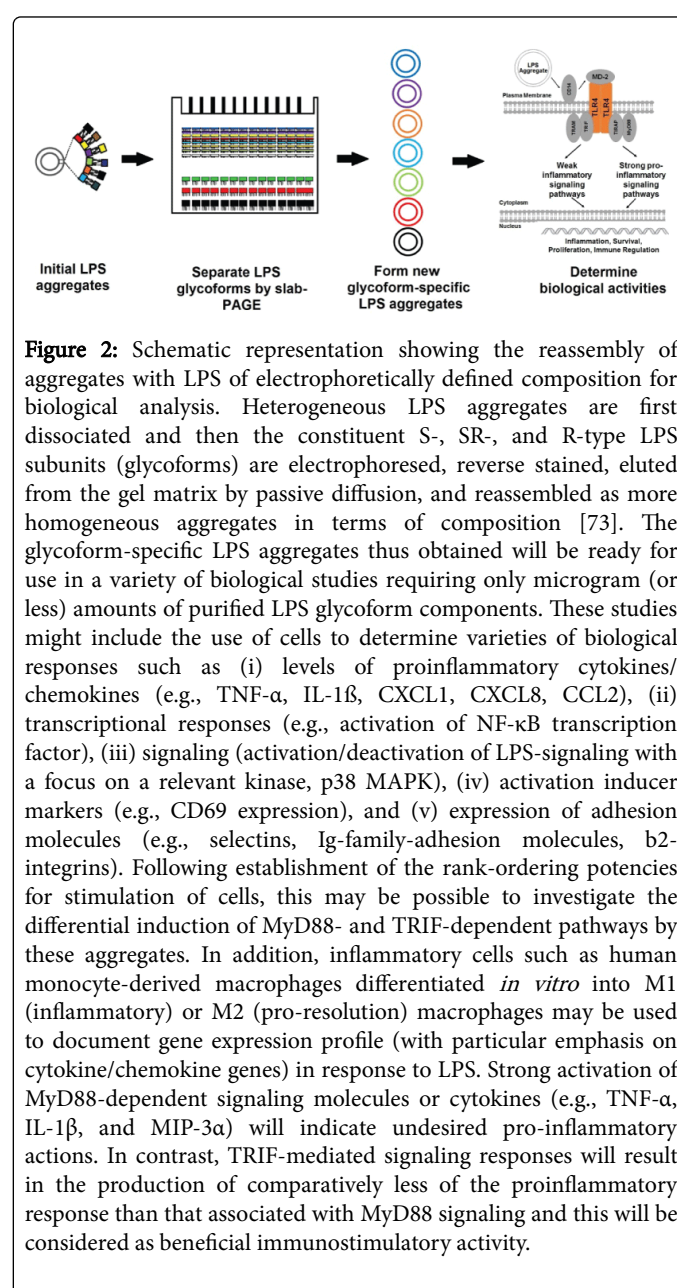 LPS
Aggregate
MD-2
CD14
Plasma Membrane
TLR4
TLR4
TRAM
TRIF
TIRAP
MyD88
Weak
inflammatory
signaling
pathways
Strong pro-
inflammatory
signaling
pathways
Cytoplasm
Nucleus
Inflammation, Survival,
Proliferation, Immune Regulation
Initial LPS
aggregates
Separate LPS
glycoforms by slab-
PAGE
Form new
glycoform-specific
LPS aggregates
Determine
biological activities
Figure 2: Schematic representation showing the reassembly of
aggregates with LPS of electrophoretically defined composition for
biological analysis. Heterogeneous LPS aggregates are first
dissociated and then the constituent S-, SR-, and R-type LPS
subunits (glycoforms) are electrophoresed, reverse stained, eluted
from the gel matrix by passive diffusion, and reassembled as more
homogeneous aggregates in terms of composition [73]. The
glycoform-specific LPS aggregates thus obtained will be ready for
use in a variety of biological studies requiring only microgram (or
less) amounts of purified LPS glycoform components. These studies
might include the use of cells to determine varieties of biological
responses such as (i) levels of proinflammatory cytokines/
chemokines (e.g., TNF-α, IL-1ß, CXCL1, CXCL8, CCL2), (ii)
transcriptional responses (e.g., activation of NF-κB transcription
factor), (iii) signaling (activation/deactivation of LPS-signaling with
a focus on a relevant kinase, p38 MAPK), (iv) activation inducer
markers (e.g., CD69 expression), and (v) expression of adhesion
molecules (e.g., selectins, Ig-family-adhesion molecules, b2-
integrins). Following establishment of the rank-ordering potencies
for stimulation of cells, this may be possible to investigate the
differential induction of MyD88- and TRIF-dependent pathways by
these aggregates. In addition, inflammatory cells such as human
monocyte-derived macrophages differentiated in vitro into M1
(inflammatory) or M2 (pro-resolution) macrophages may be used
to document gene expression profile (with particular emphasis on
cytokine/chemokine genes) in response to LPS. Strong activation of
MyD88-dependent signaling molecules or cytokines (e.g., TNF-α,
IL-1β, and MIP-3α) will indicate undesired pro-inflammatory
actions. In contrast, TRIF-mediated signaling responses will result
in the production of comparatively less of the proinflammatory
response than that associated with MyD88 signaling and this will be
considered as beneficial immunostimulatory activity.